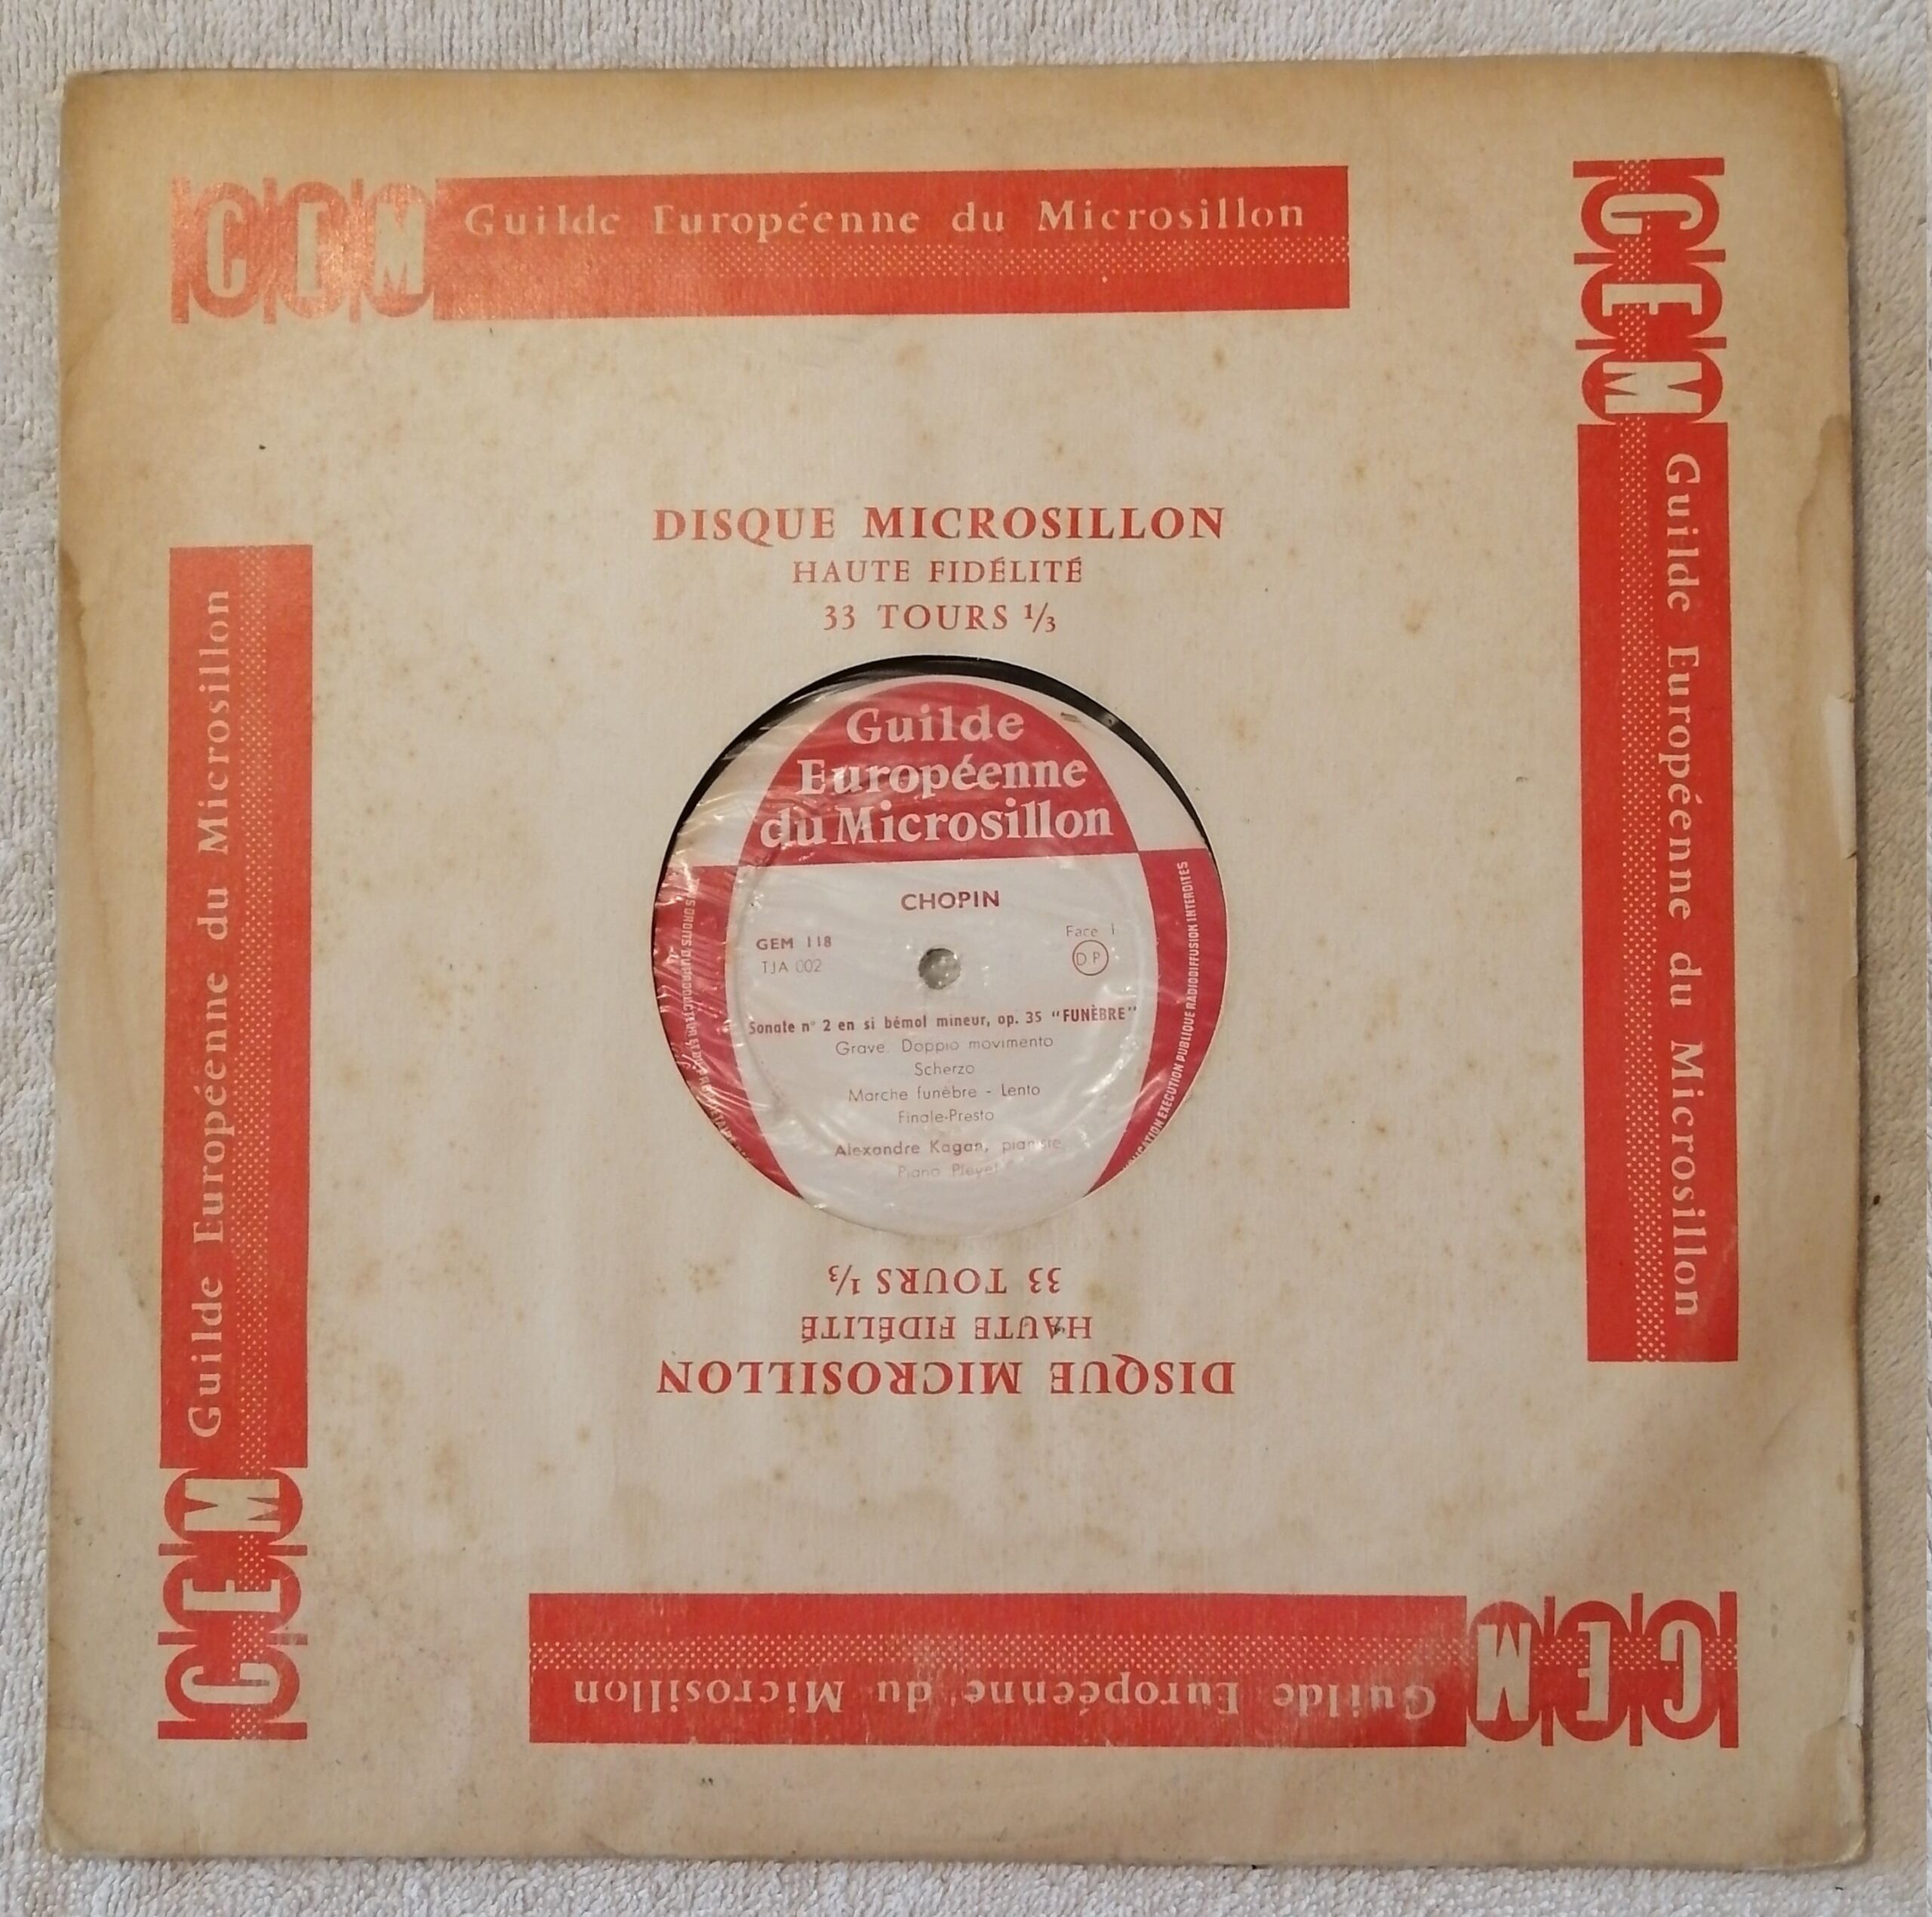 GEM Guilde Européenne du Microsillon
GEM Guilde Européenne du Microsillon
DISQUE MICROSILLON
HAUTE FIDÉLITÉ
33 TOURS 1/3
Guilde
Européenne
du Microsillon
CHOPIN
GEM 118
TJA 002
Face 1
DP
Sonate n° 2 en si bémol mineur, op. 35 "FUNÈBRE"
Grave. Doppio movimento
Scherzo
Marche funèbre - Lento
Finale-Presto
Alexandre Kagan, pianiste
Piano Pleyel
EXECUTION PUBLIQUE RADIODIFFUSION INTERDITES
33 TOURS 1/3
HAUTE FIDÉLITÉ
DISQUE MICROSILLON
GEM Guilde Européenne du Microsillon
GEM Guilde Européenne du Microsillon